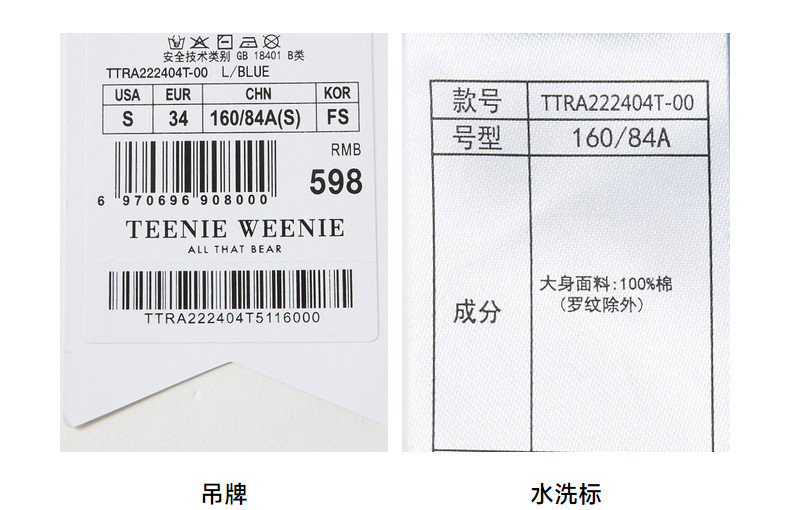 安全技术类别 GB 18401 B类
TTRA222404T-00 L/BLUE
USA EUR CHN KOR
S 34 160/84A(S) FS
RMB
598
6 970696 908000
TEENIE WEENIE
ALL THAT BEAR
TTRA222404T5116000
款号 TTRA222404T-00
号型 160/84A
成分 大身面料:100%棉
(罗纹除外)
吊牌 水洗标